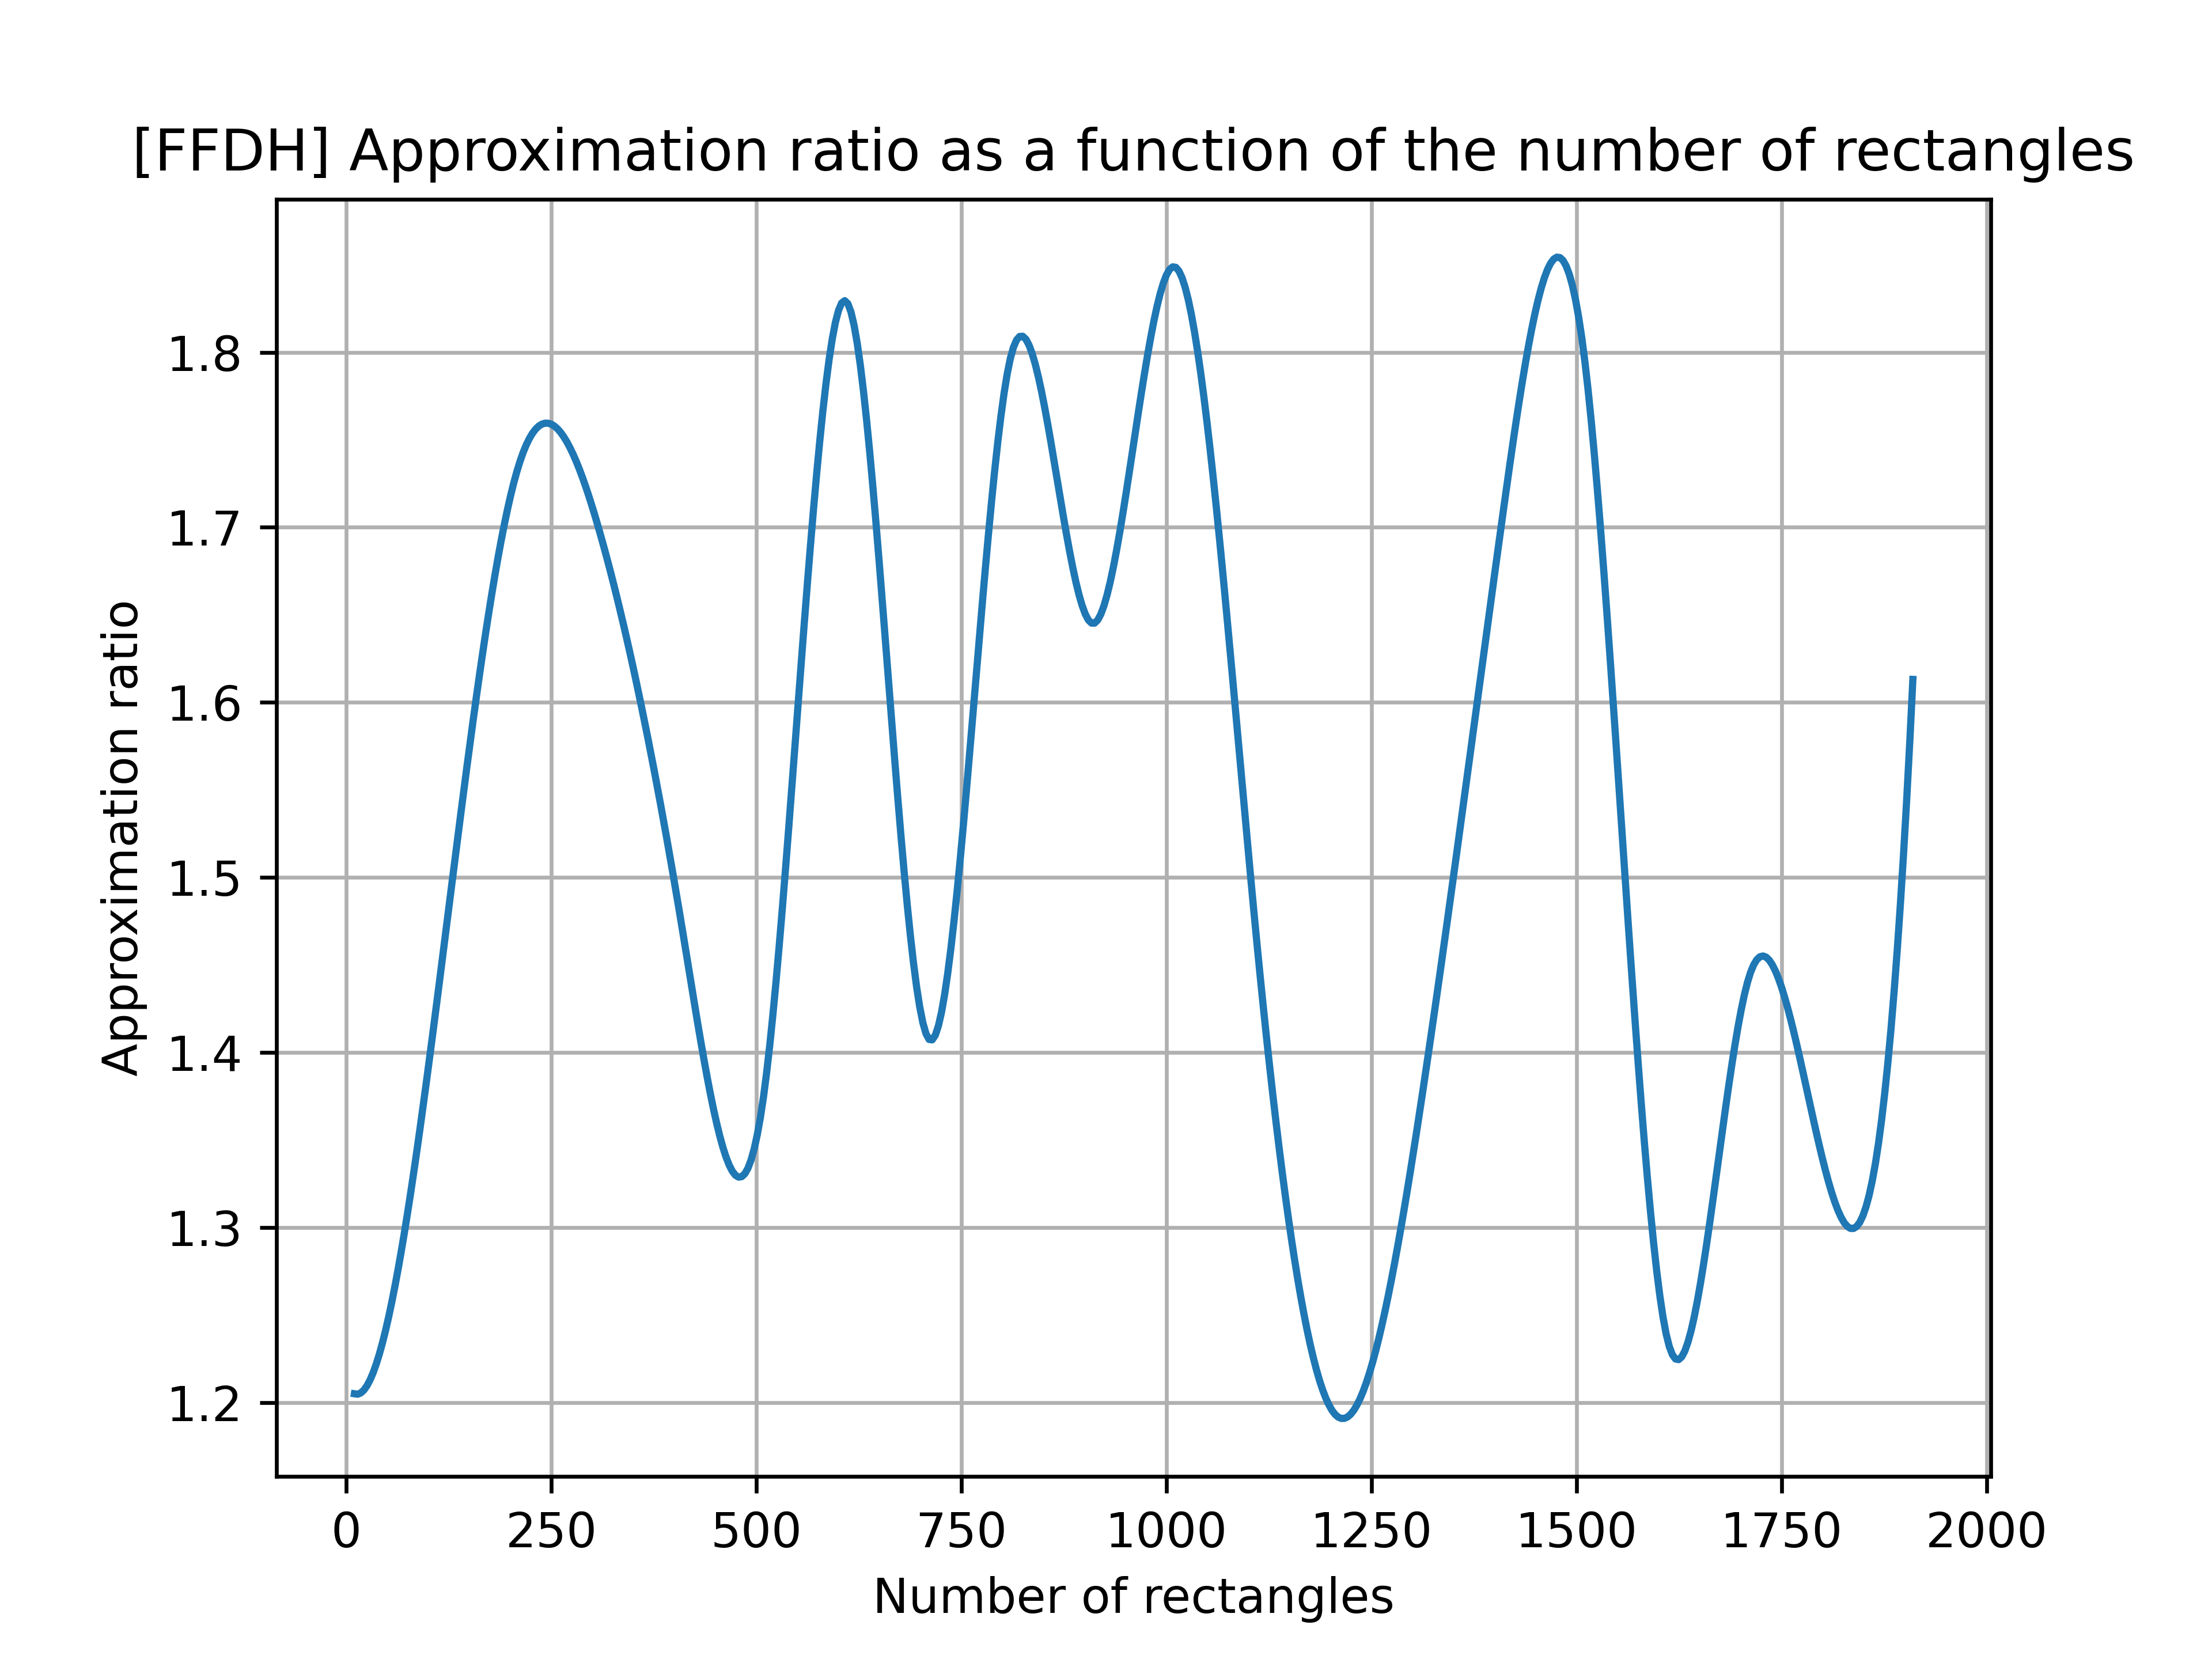 [FFDH] Approximation ratio as a function of the number of rectangles
Approximation ratio
1.8
1.7
1.6
1.5
1.4
1.3
1.2
0 250 500 750 1000 1250 1500 1750 2000
Number of rectangles